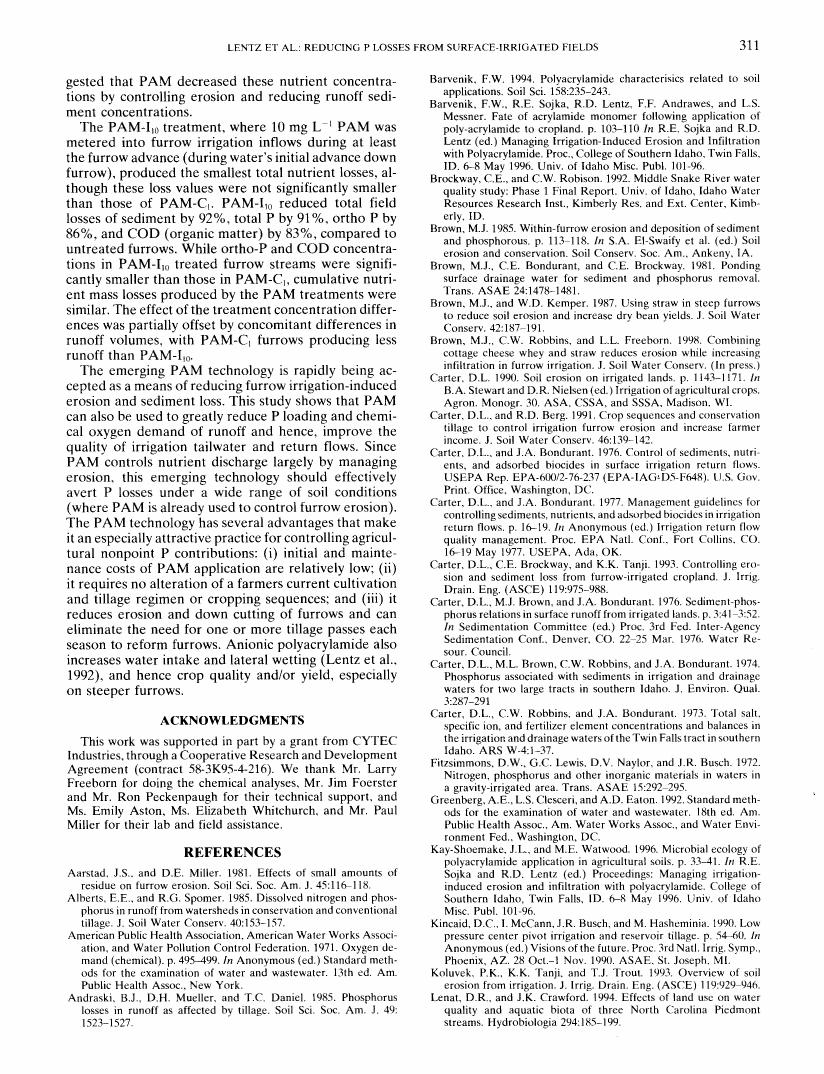 LENTZ ET AL.: REDUCING P LOSSES FROM SURFACE-IRRIGATED FIELDS 311
gested that PAM decreased these nutrient concentra-
tions by controlling erosion and reducing runoff sedi-
ment concentrations.
The PAM-I₁₀ treatment, where 10 mg L⁻¹ PAM was
metered into furrow irrigation inflows during at least
the furrow advance (during water's initial advance down
furrow), produced the smallest total nutrient losses, al-
though these loss values were not significantly smaller
than those of PAM-C₁. PAM-I₁₀ reduced total field
losses of sediment by 92%, total P by 91%, ortho P by
86%, and COD (organic matter) by 83%, compared to
untreated furrows. While ortho-P and COD concentra-
tions in PAM-I₁₀ treated furrow streams were signifi-
cantly smaller than those in PAM-C₁, cumulative nutri-
ent mass losses produced by the PAM treatments were
similar. The effect of the treatment concentration differ-
ences was partially offset by concomitant differences in
runoff volumes, with PAM-C₁ furrows producing less
runoff than PAM-I₁₀.
The emerging PAM technology is rapidly being ac-
cepted as a means of reducing furrow irrigation-induced
erosion and sediment loss. This study shows that PAM
can also be used to greatly reduce P loading and chemi-
cal oxygen demand of runoff and hence, improve the
quality of irrigation tailwater and return flows. Since
PAM controls nutrient discharge largely by managing
erosion, this emerging technology should effectively
avert P losses under a wide range of soil conditions
(where PAM is already used to control furrow erosion).
The PAM technology has several advantages that make
it an especially attractive practice for controlling agricul-
tural nonpoint P contributions: (i) initial and mainte-
nance costs of PAM application are relatively low; (ii)
it requires no alteration of a farmers current cultivation
and tillage regimen or cropping sequences; and (iii) it
reduces erosion and down cutting of furrows and can
eliminate the need for one or more tillage passes each
season to reform furrows. Anionic polyacrylamide also
increases water intake and lateral wetting (Lentz et al.,
1992), and hence crop quality and/or yield, especially
on steeper furrows.
ACKNOWLEDGMENTS
This work was supported in part by a grant from CYTEC
Industries, through a Cooperative Research and Development
Agreement (contract 58-3K95-4-216). We thank Mr. Larry
Freeborn for doing the chemical analyses, Mr. Jim Foerster
and Mr. Ron Peckenpaugh for their technical support, and
Ms. Emily Aston, Ms. Elizabeth Whitchurch, and Mr. Paul
Miller for their lab and field assistance.
REFERENCES
Aarstad, J.S., and D.E. Miller. 1981. Effects of small amounts of
residue on furrow erosion. Soil Sci. Soc. Am. J. 45:116-118.
Alberts, E.E., and R.G. Spomer. 1985. Dissolved nitrogen and phos-
phorus in runoff from watersheds in conservation and conventional
tillage. J. Soil Water Conserv. 40:153-157.
American Public Health Association, American Water Works Associ-
ation, and Water Pollution Control Federation. 1971. Oxygen de-
mand (chemical). p. 495-499. In Anonymous (ed.) Standard meth-
ods for the examination of water and wastewater. 13th ed. Am.
Public Health Assoc., New York.
Andraski, B.J., D.H. Mueller, and T.C. Daniel. 1985. Phosphorus
losses in runoff as affected by tillage. Soil Sci. Soc. Am. J. 49:
1523-1527.
Barvenik, F.W. 1994. Polyacrylamide characterisics related to soil
applications. Soil Sci. 158:235-243.
Barvenik, F.W., R.E. Sojka, R.D. Lentz, F.F. Andrawes, and L.S.
Messner. Fate of acrylamide monomer following application of
poly-acrylamide to cropland. p. 103-110 In R.E. Sojka and R.D.
Lentz (ed.) Managing Irrigation-Induced Erosion and Infiltration
with Polyacrylamide. Proc., College of Southern Idaho, Twin Falls,
ID. 6-8 May 1996. Univ. of Idaho Misc. Publ. 101-96.
Brockway, C.E., and C.W. Robison. 1992. Middle Snake River water
quality study: Phase 1 Final Report. Univ. of Idaho, Idaho Water
Resources Research Inst., Kimberly Res. and Ext. Center, Kimb-
erly, ID.
Brown, M.J. 1985. Within-furrow erosion and deposition of sediment
and phosphorous. p. 113-118. In S.A. El-Swaify et al. (ed.) Soil
erosion and conservation. Soil Conserv. Soc. Am., Ankeny, IA.
Brown, M.J., C.E. Bondurant, and C.E. Brockway. 1981. Ponding
surface drainage water for sediment and phosphorus removal.
Trans. ASAE 24:1478-1481.
Brown, M.J., and W.D. Kemper. 1987. Using straw in steep furrows
to reduce soil erosion and increase dry bean yields. J. Soil Water
Conserv. 42:187-191.
Brown, M.J., C.W. Robbins, and L.L. Freeborn. 1998. Combining
cottage cheese whey and straw reduces erosion while increasing
infiltration in furrow irrigation. J. Soil Water Conserv. (In press.)
Carter, D.L. 1990. Soil erosion on irrigated lands. p. 1143-1171. In
B.A. Stewart and D.R. Nielsen (ed.) Irrigation of agricultural crops.
Agron. Monogr. 30. ASA, CSSA, and SSSA, Madison, WI.
Carter, D.L., and R.D. Berg. 1991. Crop sequences and conservation
tillage to control irrigation furrow erosion and increase farmer
income. J. Soil Water Conserv. 46:139-142.
Carter, D.L., and J.A. Bondurant. 1976. Control of sediments, nutri-
ents, and adsorbed biocides in surface irrigation return flows.
USEPA Rep. EPA-600/2-76-237 (EPA-IAG-D5-F648). U.S. Gov.
Print. Office, Washington, DC.
Carter, D.L., and J.A. Bondurant. 1977. Management guidelines for
controlling sediments, nutrients, and adsorbed biocides in irrigation
return flows. p. 16-19. In Anonymous (ed.) Irrigation return flow
quality management. Proc. EPA Natl. Conf., Fort Collins, CO.
16-19 May 1977. USEPA, Ada, OK.
Carter, D.L., C.E. Brockway, and K.K. Tanji. 1993. Controlling ero-
sion and sediment loss from furrow-irrigated cropland. J. Irrig.
Drain. Eng. (ASCE) 119:975-988.
Carter, D.L., M.J. Brown, and J.A. Bondurant. 1976. Sediment-phos-
phorus relations in surface runoff from irrigated lands. p. 3:41-3:52.
In Sedimentation Committee (ed.) Proc. 3rd Fed. Inter-Agency
Sedimentation Conf., Denver, CO. 22-25 Mar. 1976. Water Re-
sour. Council.
Carter, D.L., M.L. Brown, C.W. Robbins, and J.A. Bondurant. 1974.
Phosphorus associated with sediments in irrigation and drainage
waters for two large tracts in southern Idaho. J. Environ. Qual.
3:287-291
Carter, D.L., C.W. Robbins, and J.A. Bondurant. 1973. Total salt,
specific ion, and fertilizer element concentrations and balances in
the irrigation and drainage waters of the Twin Falls tract in southern
Idaho. ARS W-4:1-37.
Fitzsimmons, D.W., G.C. Lewis, D.V. Naylor, and J.R. Busch. 1972.
Nitrogen, phosphorus and other inorganic materials in waters in
a gravity-irrigated area. Trans. ASAE 15:292-295.
Greenberg, A.E., L.S. Clesceri, and A.D. Eaton. 1992. Standard meth-
ods for the examination of water and wastewater. 18th ed. Am.
Public Health Assoc., Am. Water Works Assoc., and Water Envi-
ronment Fed., Washington, DC.
Kay-Shoemake, J.L., and M.E. Watwood. 1996. Microbial ecology of
polyacrylamide application in agricultural soils. p. 33-41. In R.E.
Sojka and R.D. Lentz (ed.) Proceedings: Managing irrigation-
induced erosion and infiltration with polyacrylamide. College of
Southern Idaho, Twin Falls, ID. 6-8 May 1996. Univ. of Idaho
Misc. Publ. 101-96.
Kincaid, D.C., I. McCann, J.R. Busch, and M. Hasheminia. 1990. Low
pressure center pivot irrigation and reservoir tillage. p. 54-60. In
Anonymous (ed.) Visions of the future. Proc. 3rd Natl. Irrig. Symp.,
Phoenix, AZ. 28 Oct.-1 Nov. 1990. ASAE, St. Joseph, MI.
Koluvek, P.K., K.K. Tanji, and T.J. Trout. 1993. Overview of soil
erosion from irrigation. J. Irrig. Drain. Eng. (ASCE) 119:929-946.
Lenat, D.R., and J.K. Crawford. 1994. Effects of land use on water
quality and aquatic biota of three North Carolina Piedmont
streams. Hydrobiologia 294:185-199.